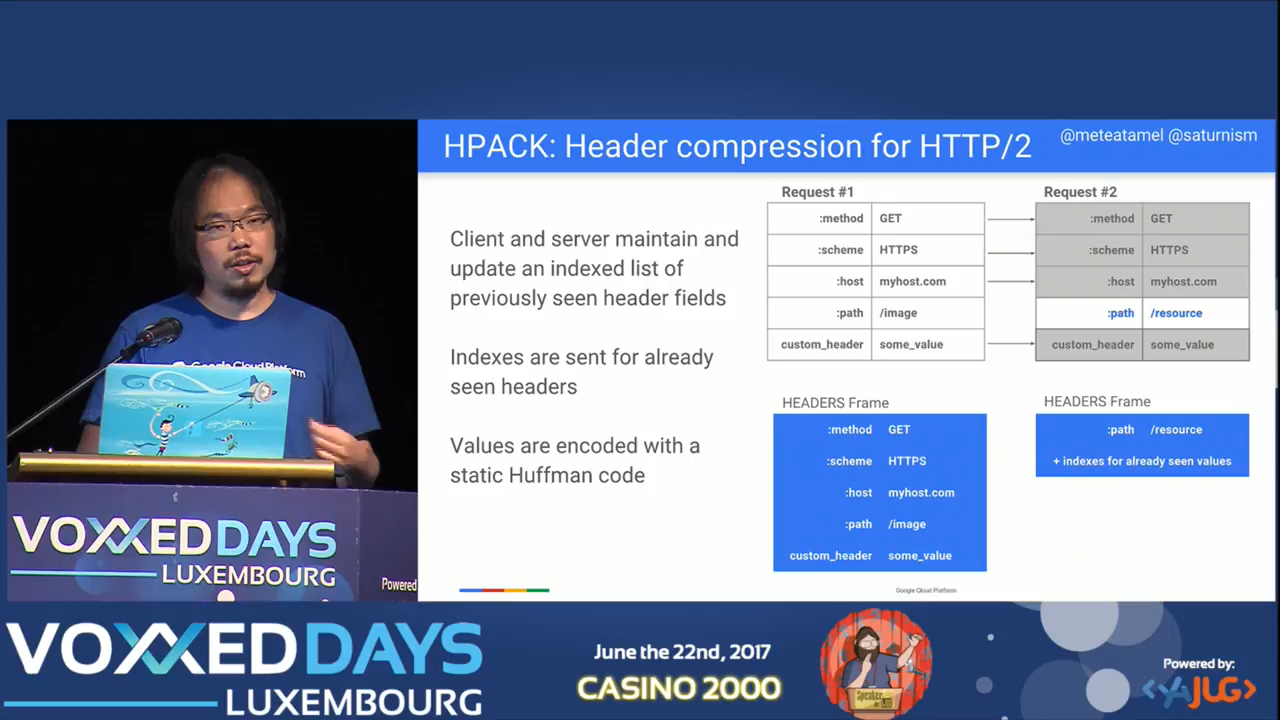 HPACK: Header compression for HTTP/2
@meteatamel @saturnism
Client and server maintain and
update an indexed list of
previously seen header fields
Indexes are sent for already
seen headers
Values are encoded with a
static Huffman code
Request #1
:method GET
:scheme HTTPS
:host myhost.com
:path /image
custom_header some_value
Request #2
:method GET
:scheme HTTPS
:host myhost.com
:path /resource
custom_header some_value
HEADERS Frame
:method GET
:scheme HTTPS
:host myhost.com
:path /image
custom_header some_value
HEADERS Frame
:path /resource
+ indexes for already seen values
Google Cloud Platform
Google Cloud Platform
VOXXED DAYS
LUXEMBOURG
Powered
VOXXED DAYS
LUXEMBOURG
June the 22nd, 2017
CASINO 2000
Speaker
Powered by:
YAJUG